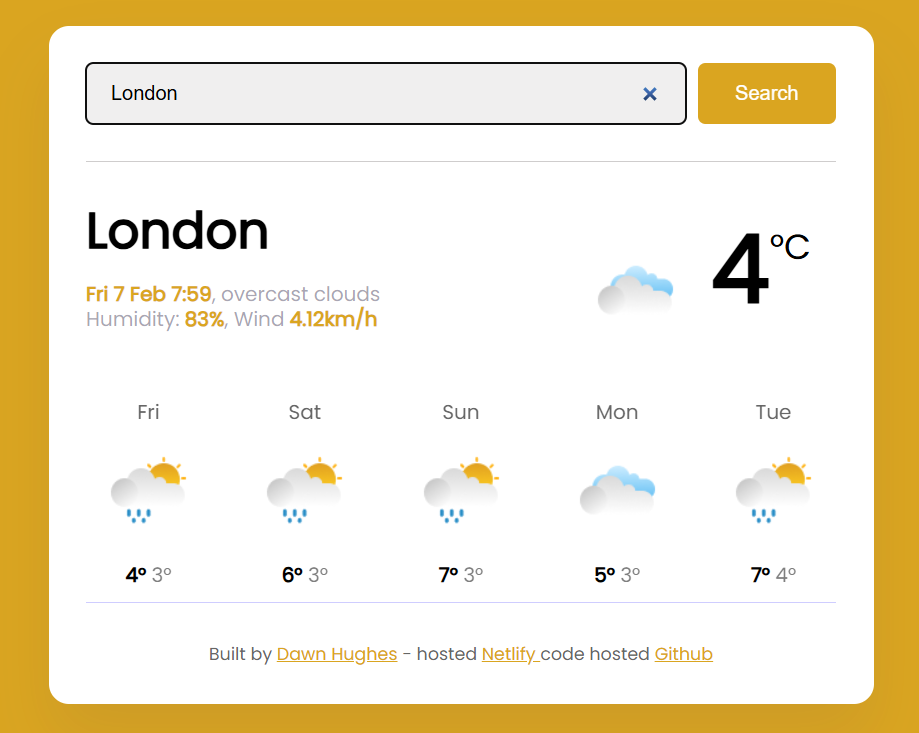 London
Search
London
4°C
Fri 7 Feb 7:59, overcast clouds
Humidity: 83%, Wind 4.12km/h
Fri Sat Sun Mon Tue
4° 3° 6° 3° 7° 3° 5° 3° 7° 4°
Built by Dawn Hughes - hosted Netlify code hosted Github